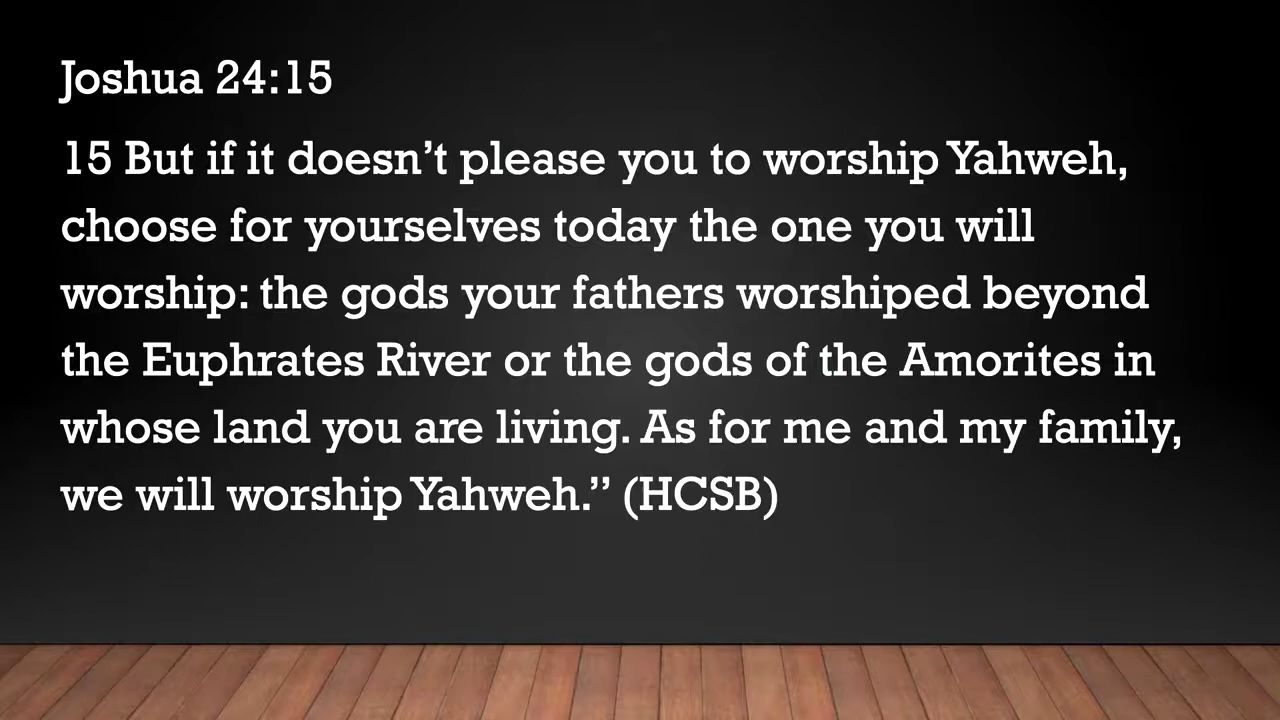 Joshua 24:15
15 But if it doesn’t please you to worship Yahweh,
choose for yourselves today the one you will
worship: the gods your fathers worshiped beyond
the Euphrates River or the gods of the Amorites in
whose land you are living. As for me and my family,
we will worship Yahweh.” (HCSB)